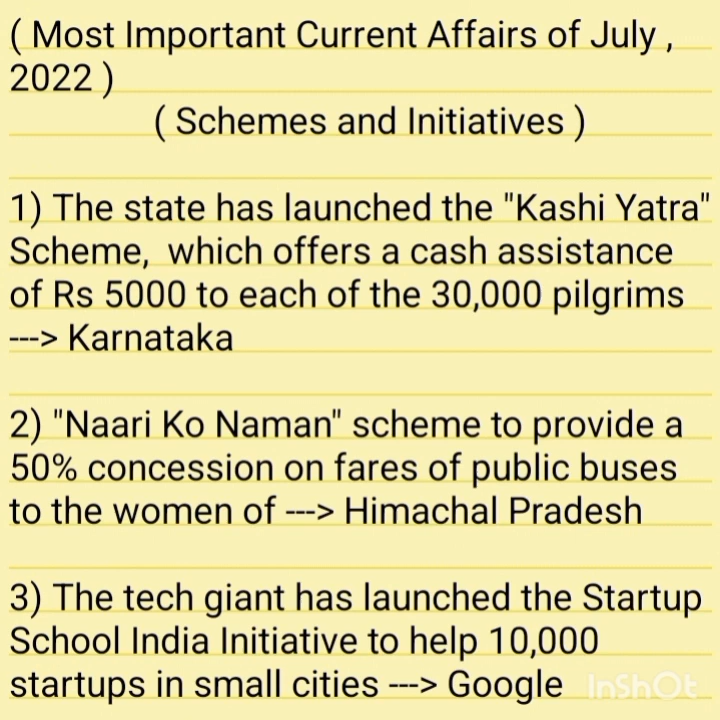 ( Most Important Current Affairs of July ,
2022 )
( Schemes and Initiatives )
1) The state has launched the "Kashi Yatra"
Scheme,  which offers a cash assistance
of Rs 5000 to each of the 30,000 pilgrims
---> Karnataka
2) "Naari Ko Naman" scheme to provide a
50% concession on fares of public buses
to the women of ---> Himachal Pradesh
3) The tech giant has launched the Startup
School India Initiative to help 10,000
startups in small cities ---> Google
InShOt